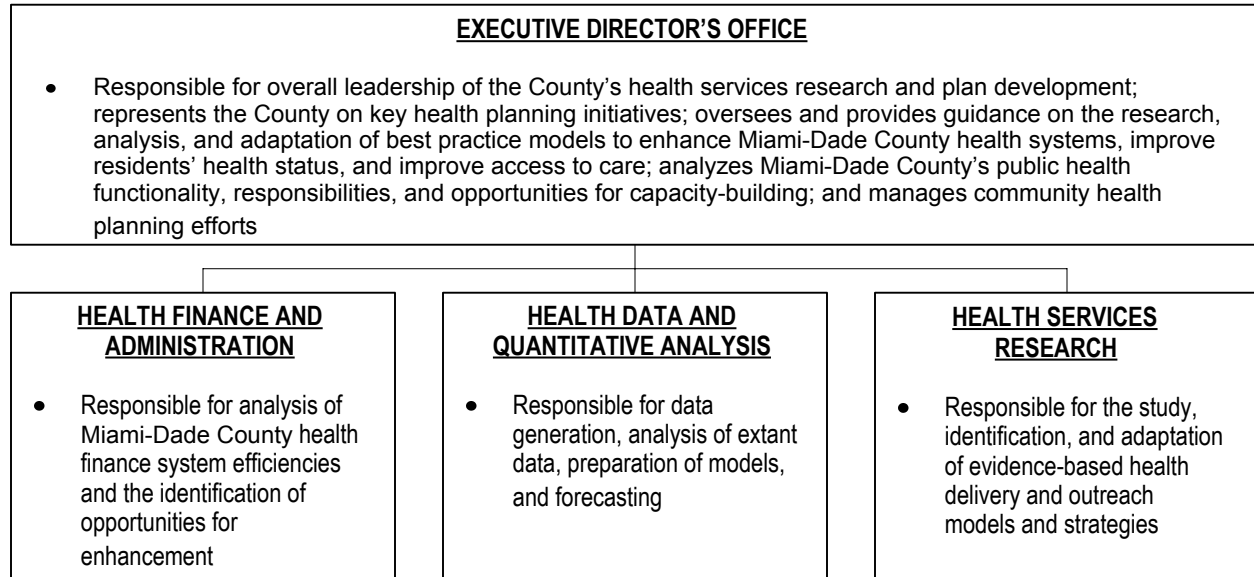 EXECUTIVE DIRECTOR’S OFFICE
• Responsible for overall leadership of the County’s health services research and plan development;
represents the County on key health planning initiatives; oversees and provides guidance on the research,
analysis, and adaptation of best practice models to enhance Miami-Dade County health systems, improve
residents’ health status, and improve access to care; analyzes Miami-Dade County’s public health
functionality, responsibilities, and opportunities for capacity-building; and manages community health
planning efforts
HEALTH FINANCE AND
ADMINISTRATION
• Responsible for analysis of
Miami-Dade County health
finance system efficiencies
and the identification of
opportunities for
enhancement
HEALTH DATA AND
QUANTITATIVE ANALYSIS
• Responsible for data
generation, analysis of extant
data, preparation of models,
and forecasting
HEALTH SERVICES
RESEARCH
• Responsible for the study,
identification, and adaptation
of evidence-based health
delivery and outreach
models and strategies